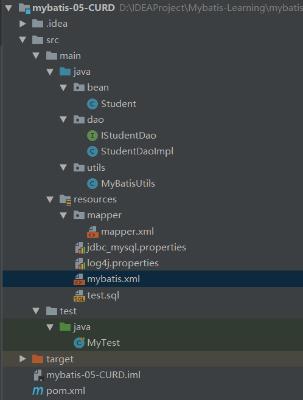 mybatis-05-CURD D:\IDEAProject\Mybatis-Learning\mybatis
.idea
src
main
java
bean
Student
dao
IStudentDao
StudentDaoImpl
utils
MyBatisUtils
resources
mapper
mapper.xml
jdbc_mysql.properties
log4j.properties
mybatis.xml
test.sql
test
java
MyTest
target
mybatis-05-CURD.iml
pom.xml